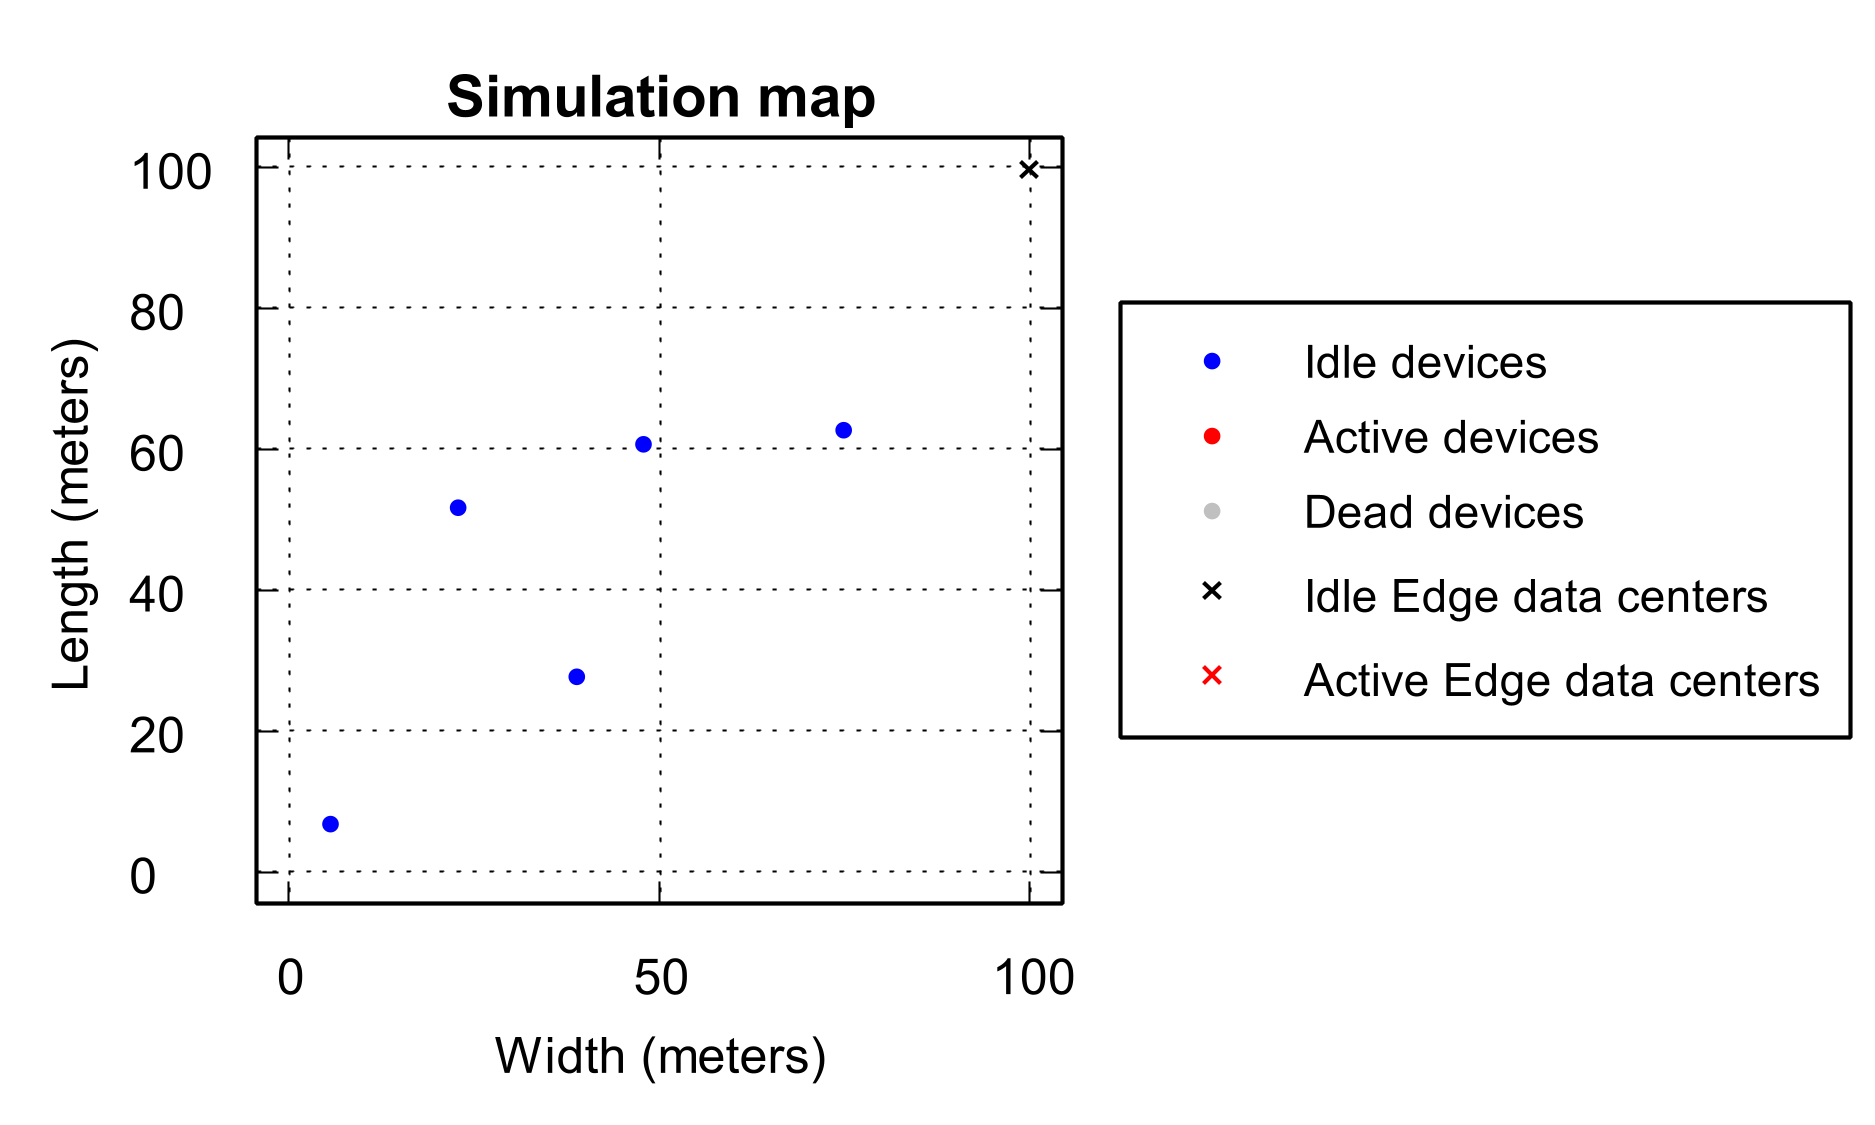 Simulation map
100
80
60
40
20
0
Length (meters)
0 50 100
Width (meters)
Idle devices
Active devices
Dead devices
Idle Edge data centers
Active Edge data centers